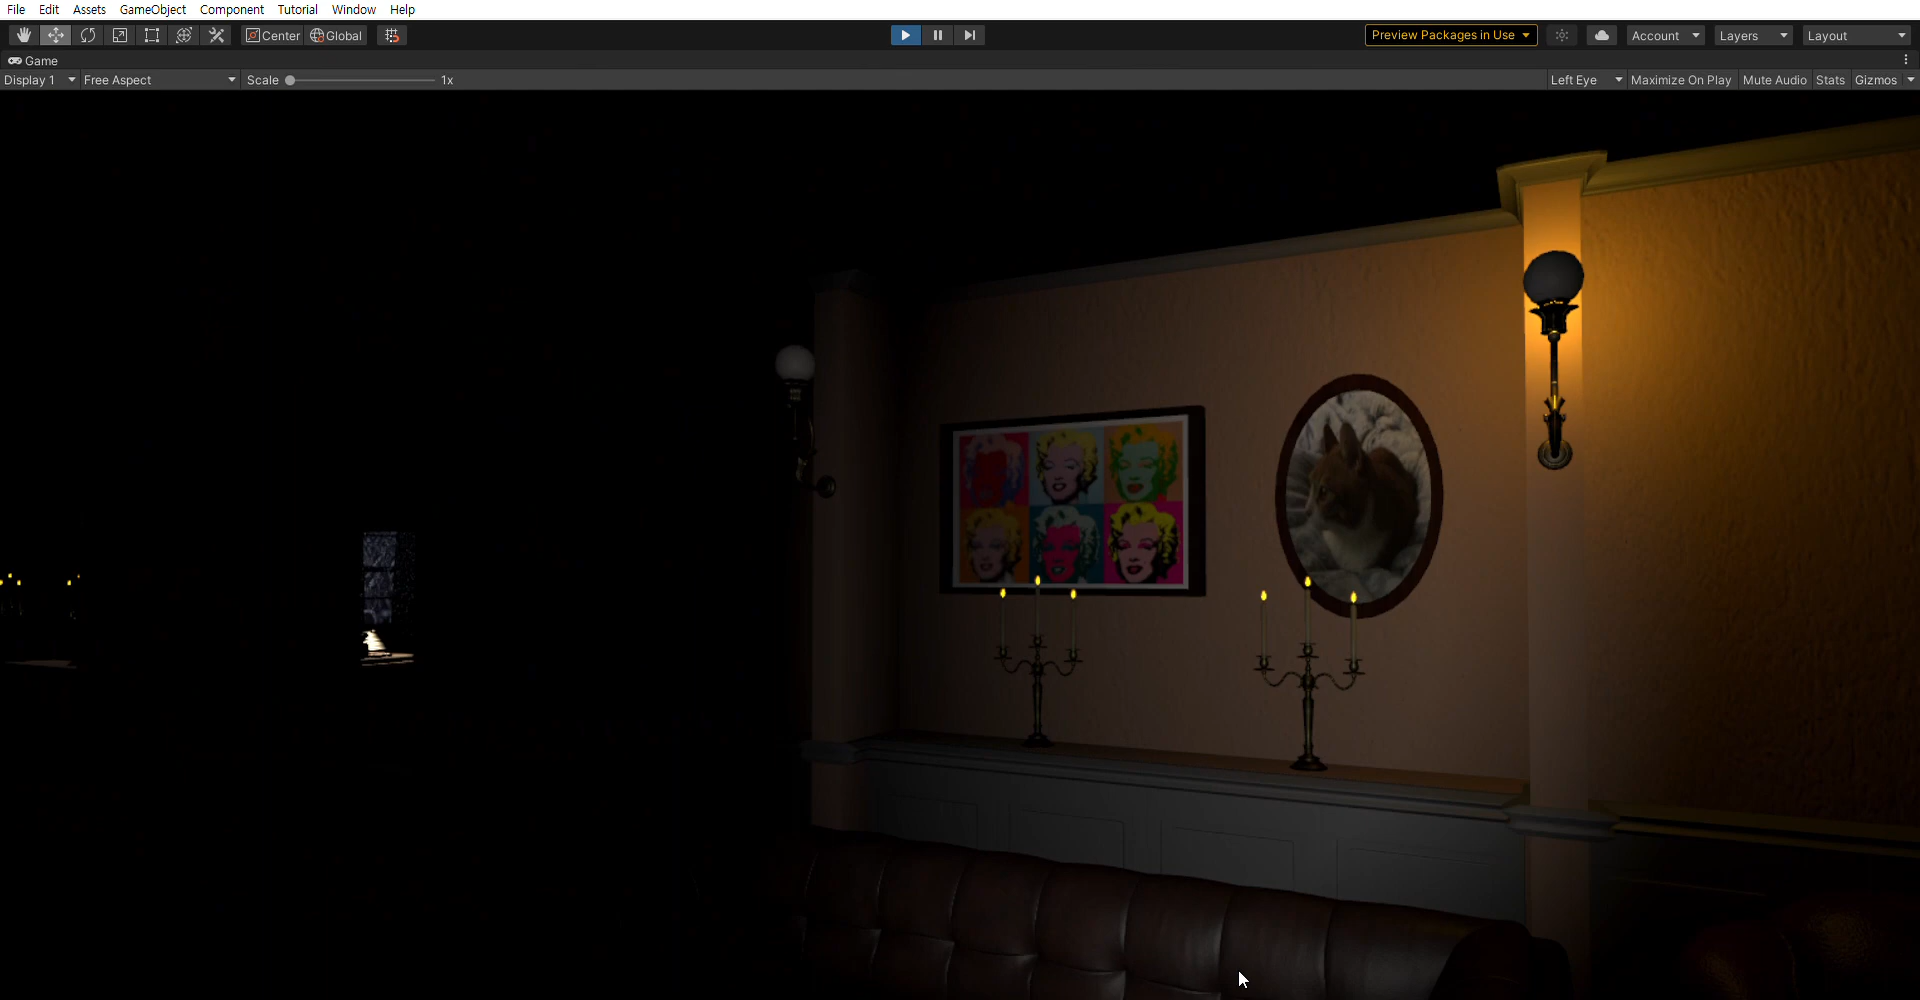 File Edit Assets GameObject Component Tutorial Window Help
Center Global Preview Packages in Use Account Layers Layout
Game
Display 1 Free Aspect Scale 1x Left Eye Maximize On Play Mute Audio Stats Gizmos